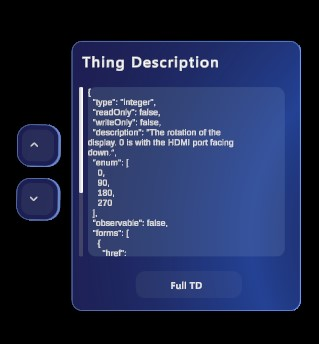 Thing Description
{
"type": "integer",
"readOnly": false,
"writeOnly": false,
"description": "The rotation of the
display. 0 is with the HDMI port facing
down.",
"enum": [
0,
90,
180,
270
],
"observable": false,
"forms": [
{
"href":
Full TD